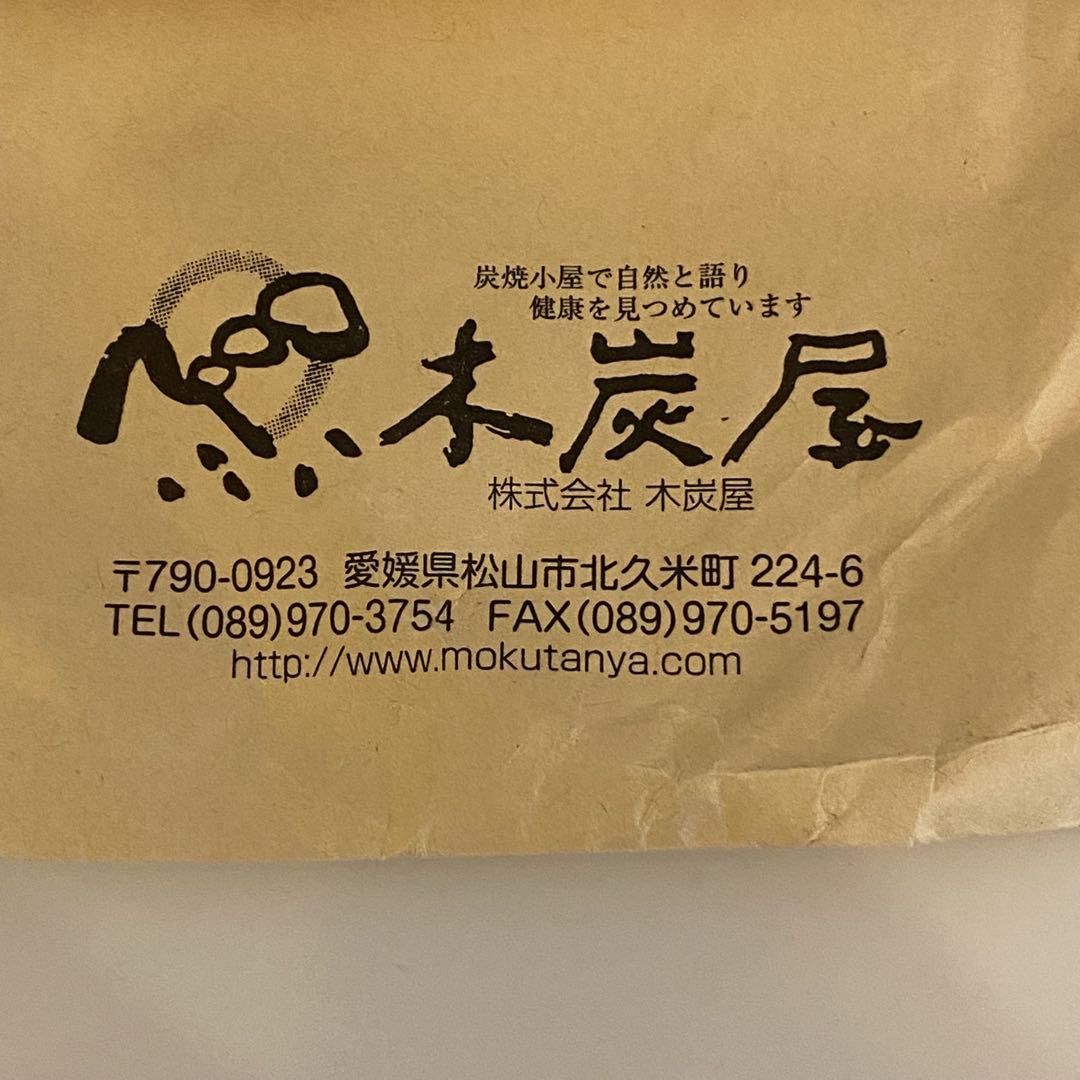 炭焼小屋で自然と語り
健康を見つめています
木炭屋
株式会社 木炭屋
〒790-0923 愛媛県松山市北久米町 224-6
TEL(089)970-3754 FAX(089)970-5197
http://www.mokutanya.com